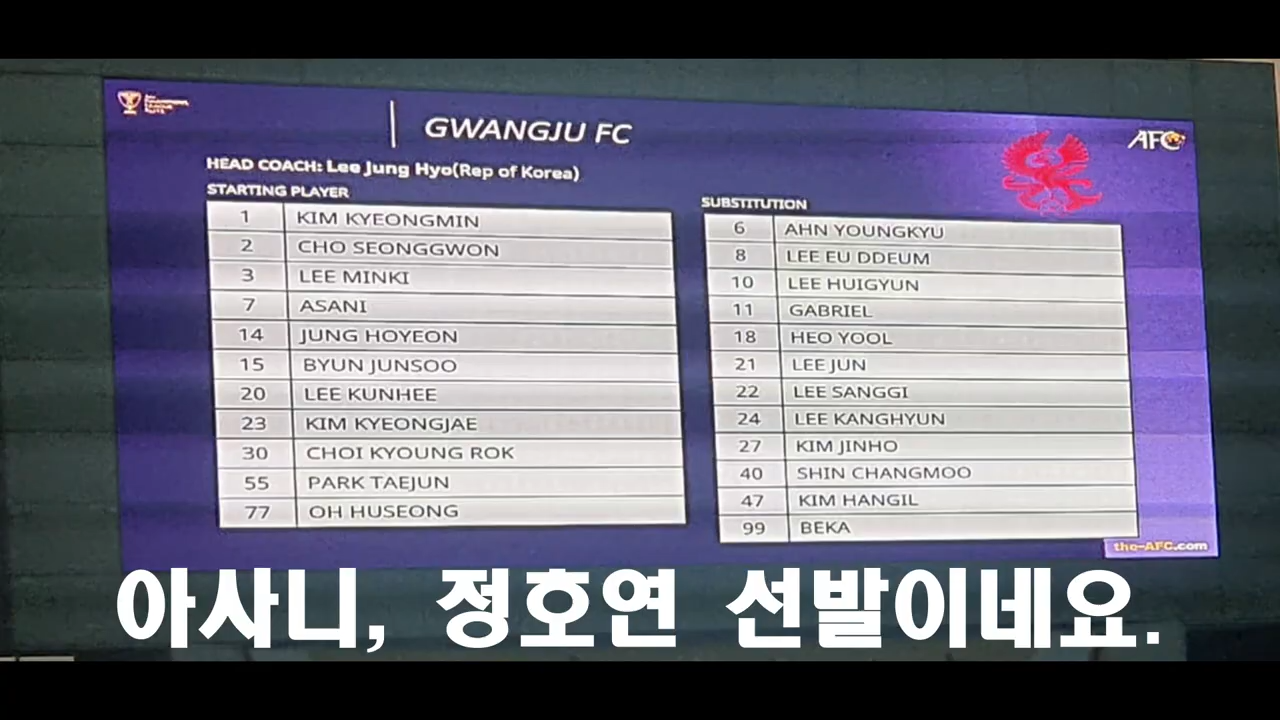 GWANGJU FC
AFC
HEAD COACH: Lee Jung Hyo(Rep of Korea)
STARTING PLAYER
1 KIM KYEONGMIN
2 CHO SEONGGWON
3 LEE MINKI
7 ASANI
14 JUNG HOYEON
15 BYUN JUNSOO
20 LEE KUNHEE
23 KIM KYEONGJAE
30 CHOI KYOUNG ROK
55 PARK TAEJUN
77 OH HUSEONG
SUBSTITUTION
6 AHN YOUNGKYU
8 LEE EU DDEUM
10 LEE HUIGYUN
11 GABRIEL
18 HEO YOOL
21 LEE JUN
22 LEE SANGGI
24 LEE KANGHYUN
27 KIM JINHO
40 SHIN CHANGMOO
47 KIM HANGIL
99 BEKA
the-AFC.com
아사니, 정호연 선발이네요.